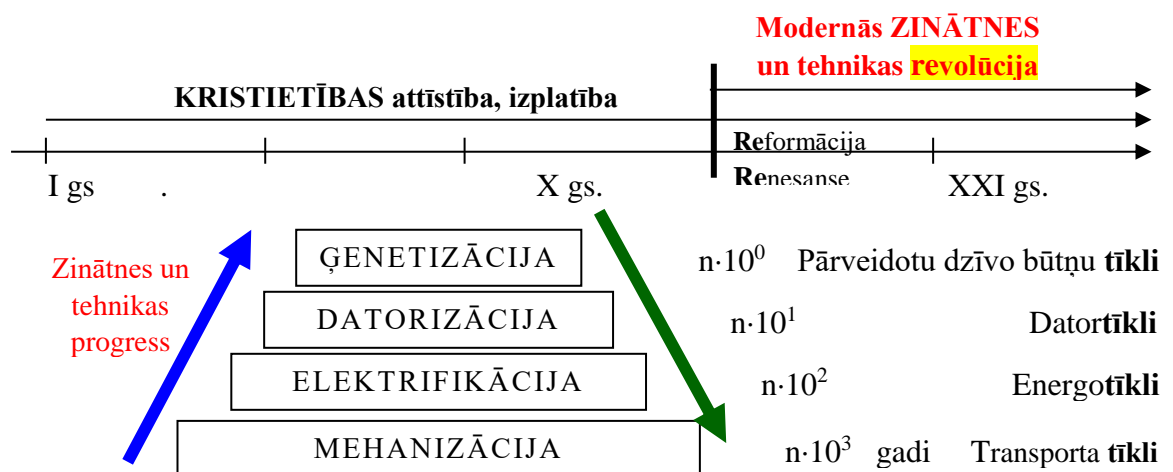 Modernās ZINĀTNES
un tehnikas revolūcija
KRISTIETĪBAS attīstība, izplatība
Reformācija
Renesanse
I gs .
X gs.
XXI gs.
Zinātnes un
tehnikas
progress
ĢENETIZĀCIJA
n·10⁰ Pārveidotu dzīvo būtņu tīkli
DATORIZĀCIJA
n·10¹ Datortīkli
ELEKTRIFIKĀCIJA
n·10² Energotīkli
MEHANIZĀCIJA
n·10³ gadi Transporta tīkli